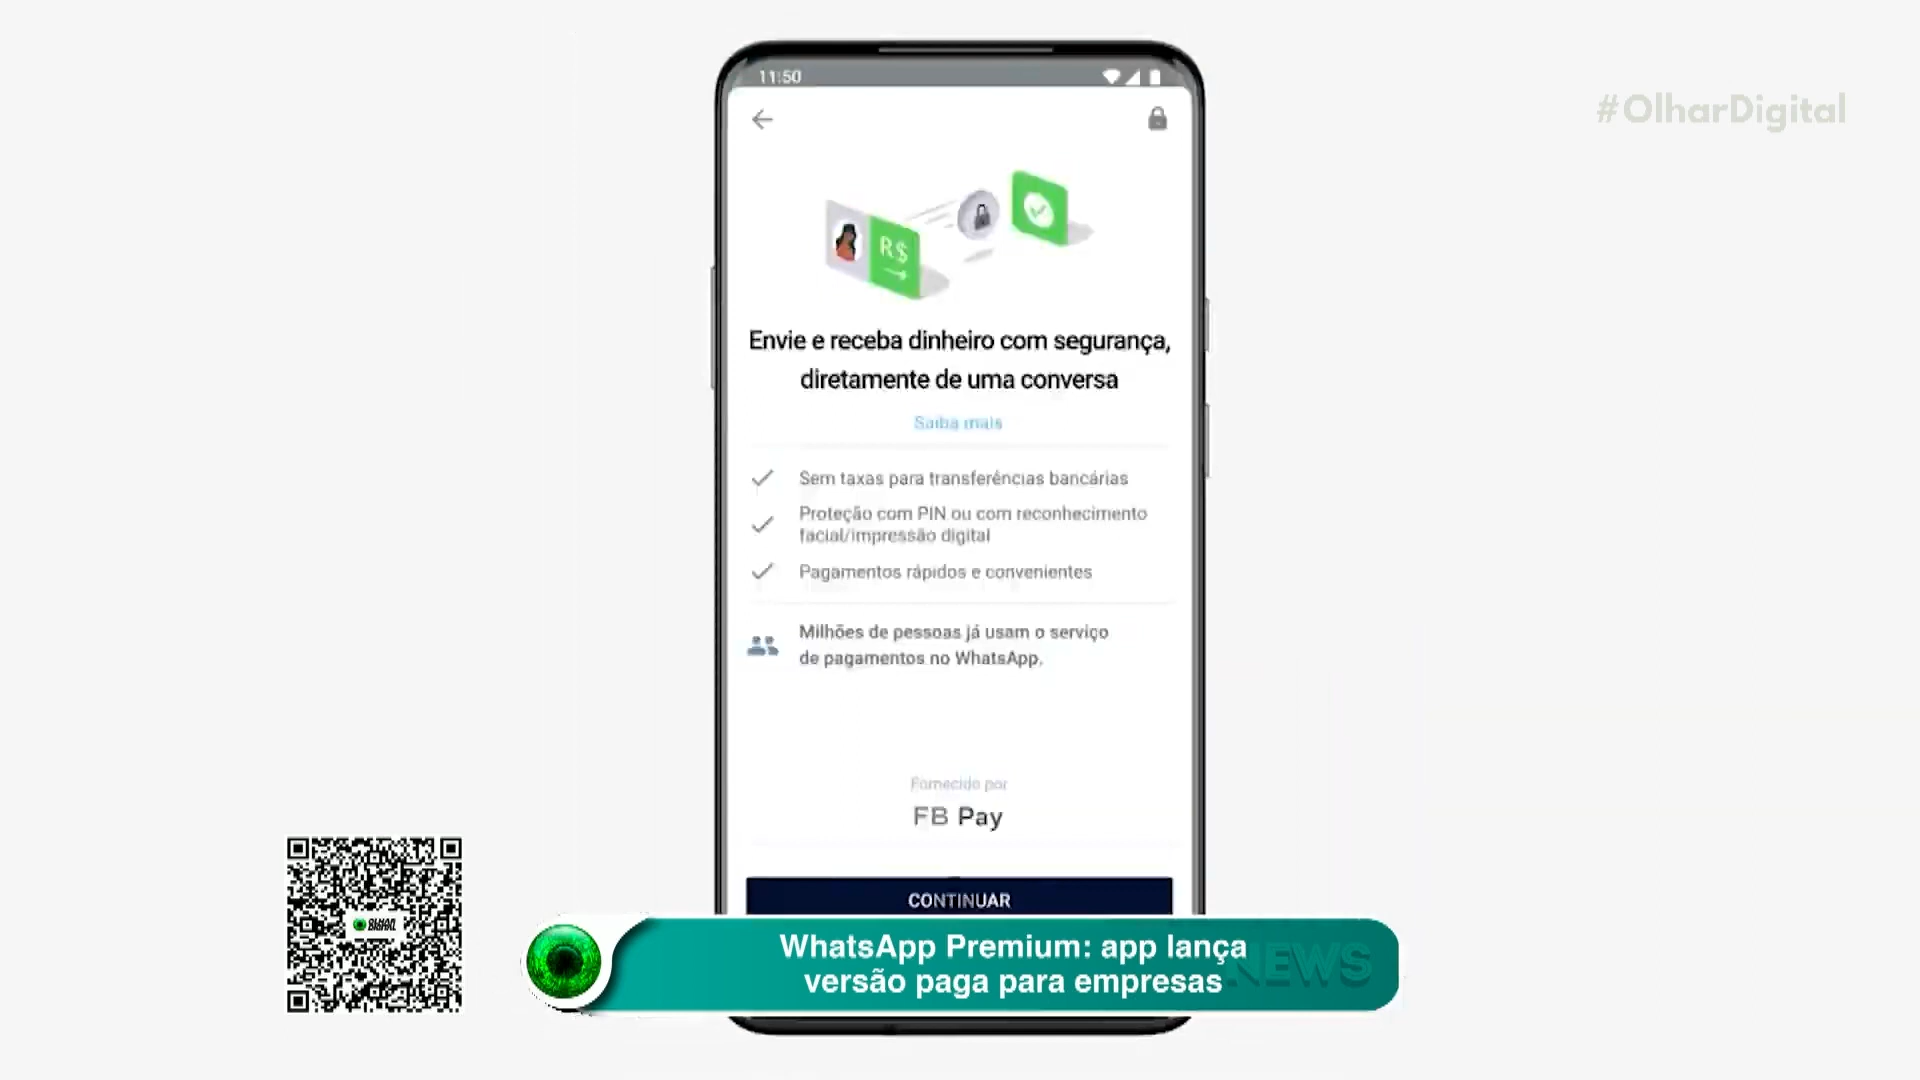 11:50
#OlharDigital
R$
Envie e receba dinheiro com segurança,
diretamente de uma conversa
Saiba mais
Sem taxas para transferências bancárias
Proteção com PIN ou com reconhecimento
facial/impressão digital
Pagamentos rápidos e convenientes
Milhões de pessoas já usam o serviço
de pagamentos no WhatsApp.
Fornecido por
FB Pay
CONTINUAR
OLHAR
DIGITAL
WhatsApp Premium: app lança
versão paga para empresas
NEWS